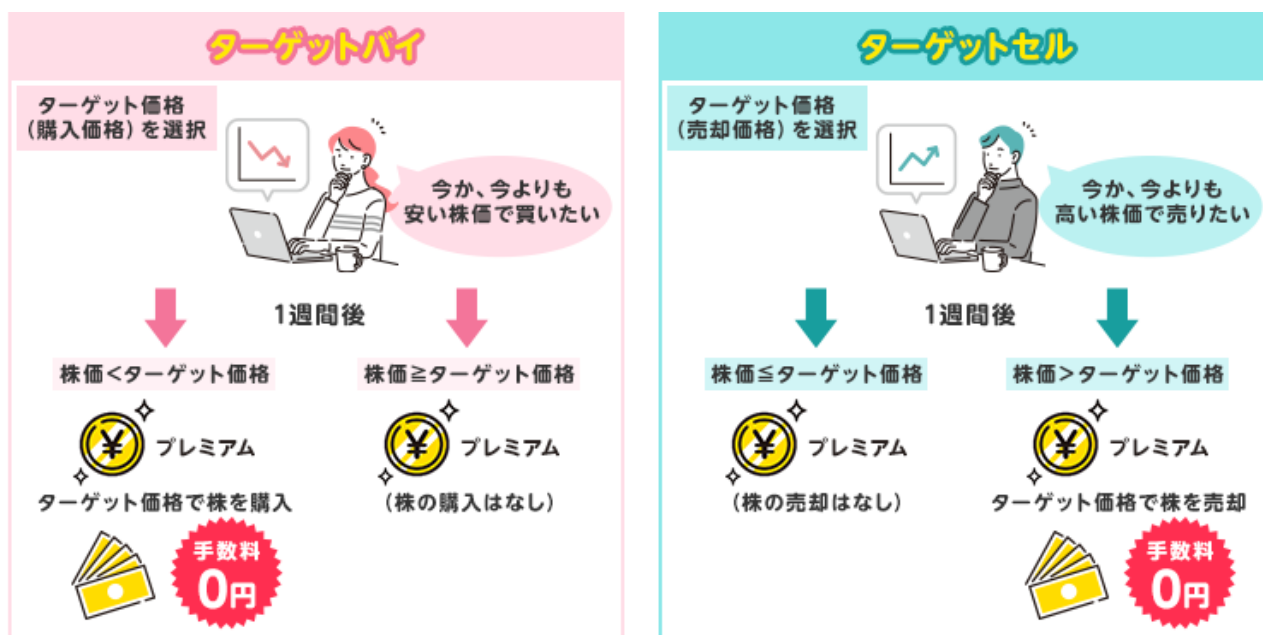 ターゲットバイ
ターゲット価格
(購入価格)を選択
今か、今よりも
安い株価で買いたい
1週間後
株価<ターゲット価格
¥
プレミアム
ターゲット価格で株を購入
手数料
0円
株価≧ターゲット価格
¥
プレミアム
(株の購入はなし)
ターゲットセル
ターゲット価格
(売却価格)を選択
今か、今よりも
高い株価で売りたい
1週間後
株価≦ターゲット価格
¥
プレミアム
(株の売却はなし)
株価>ターゲット価格
¥
プレミアム
ターゲット価格で株を売却
手数料
0円